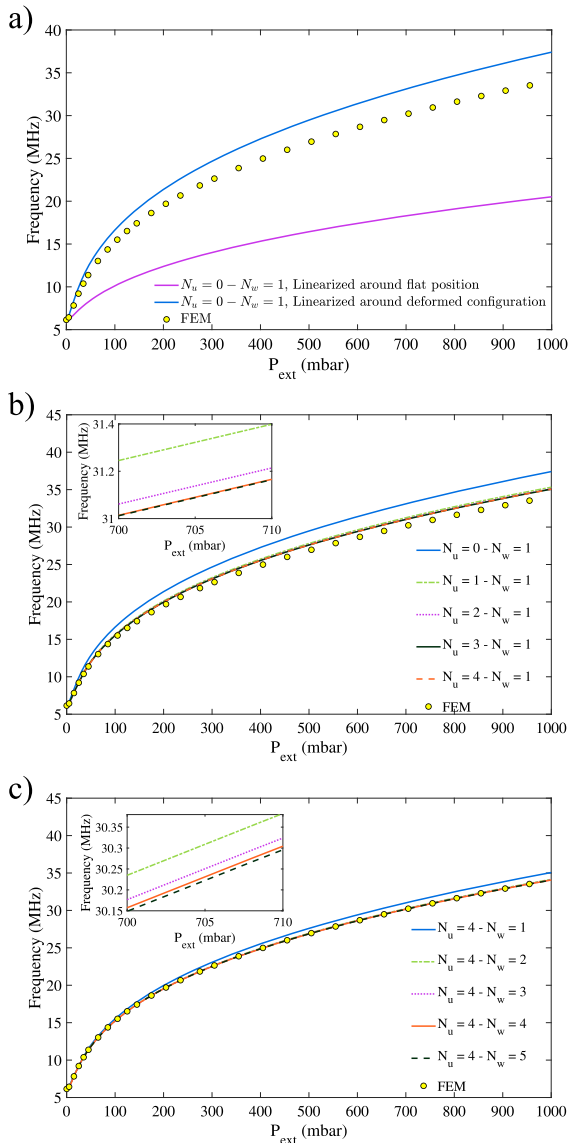 a)
40
35
30
25
20
15
10
5
Frequency (MHz)
N_u = 0 − N_w = 1, Linearized around flat position
N_u = 0 − N_w = 1, Linearized around deformed configuration
FEM
0 100 200 300 400 500 600 700 800 900 1000
P_ext (mbar)
b)
45
40
35
30
25
20
15
10
5
Frequency (MHz)
31.4
31.2
31
Frequency (MHz)
700 705 710
P_ext (mbar)
N_u = 0 - N_w = 1
N_u = 1 - N_w = 1
N_u = 2 - N_w = 1
N_u = 3 - N_w = 1
N_u = 4 - N_w = 1
FEM
0 100 200 300 400 500 600 700 800 900 1000
P_ext (mbar)
c)
45
40
35
30
25
20
15
10
5
Frequency (MHz)
30.35
30.3
30.25
30.2
30.15
Frequency (MHz)
700 705 710
P_ext (mbar)
N_u = 4 - N_w = 1
N_u = 4 - N_w = 2
N_u = 4 - N_w = 3
N_u = 4 - N_w = 4
N_u = 4 - N_w = 5
FEM
0 100 200 300 400 500 600 700 800 900 1000
P_ext (mbar)